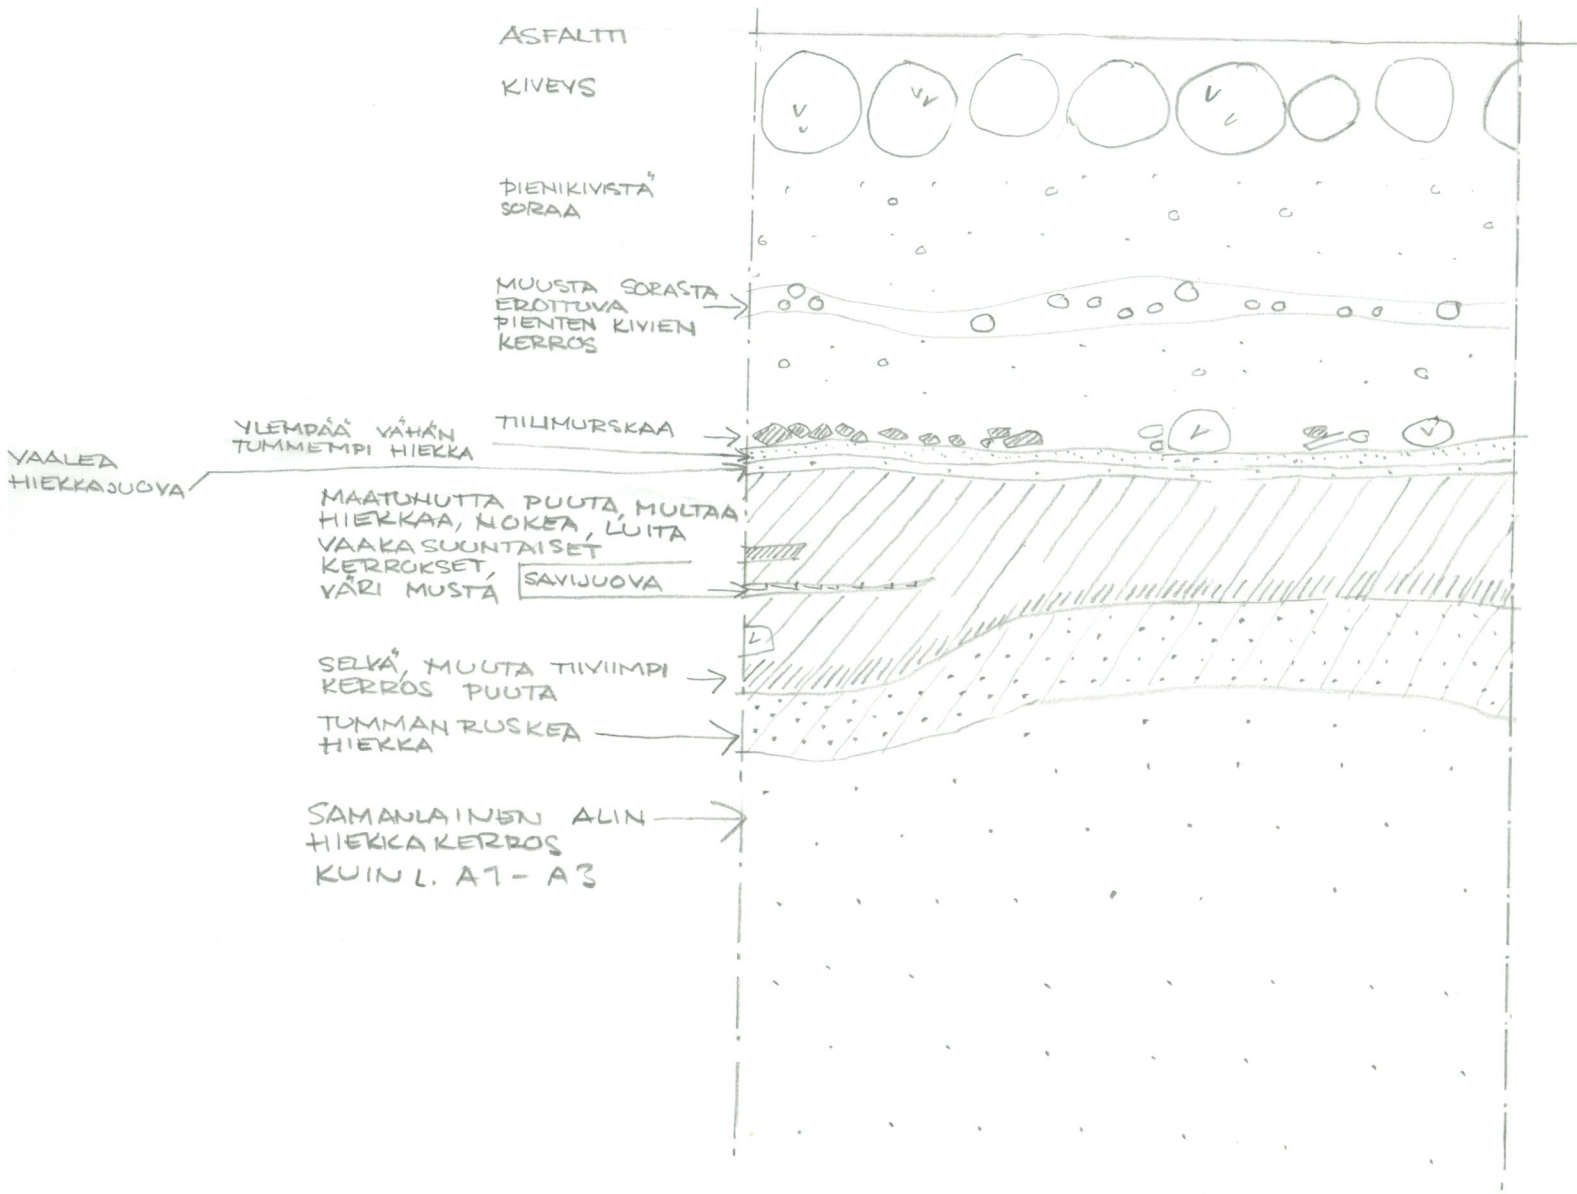 ASFALTTI
KIVEYS
PIENIKIVISTÄ
SORAA
MUUSTA SORASTA
EROTTUVA
PIENTEN KIVIEN
KERROS
TIILIMURSKAA
YLEMPÄÄ VÄHÄN
TUMMEMPI HIEKKA
VAALEA
HIEKKAJUOVA
MAATUNUTTA PUUTA, MULTAA
HIEKKAA, NOKEA, LUITA
VAAKASUUNTAISET
KERROKSET,
VÄRI MUSTA
SAVIJUOVA
SELVÄ, MUUTA TIIVIIMPI
KERROS PUUTA
TUMMANRUSKEA
HIEKKA
SAMANLAINEN ALIN
HIEKKAKERROS
KUIN L. A1 - A3